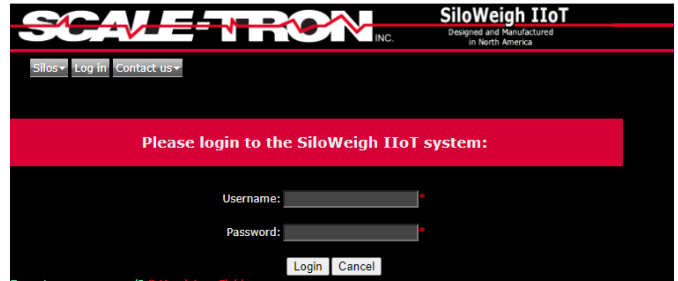 SCALE-TRON INC.
SiloWeigh IIoT
Designed and Manufactured
in North America
Silos Log in Contact us
Please login to the SiloWeigh IIoT system:
Username: *
Password: *
Login Cancel